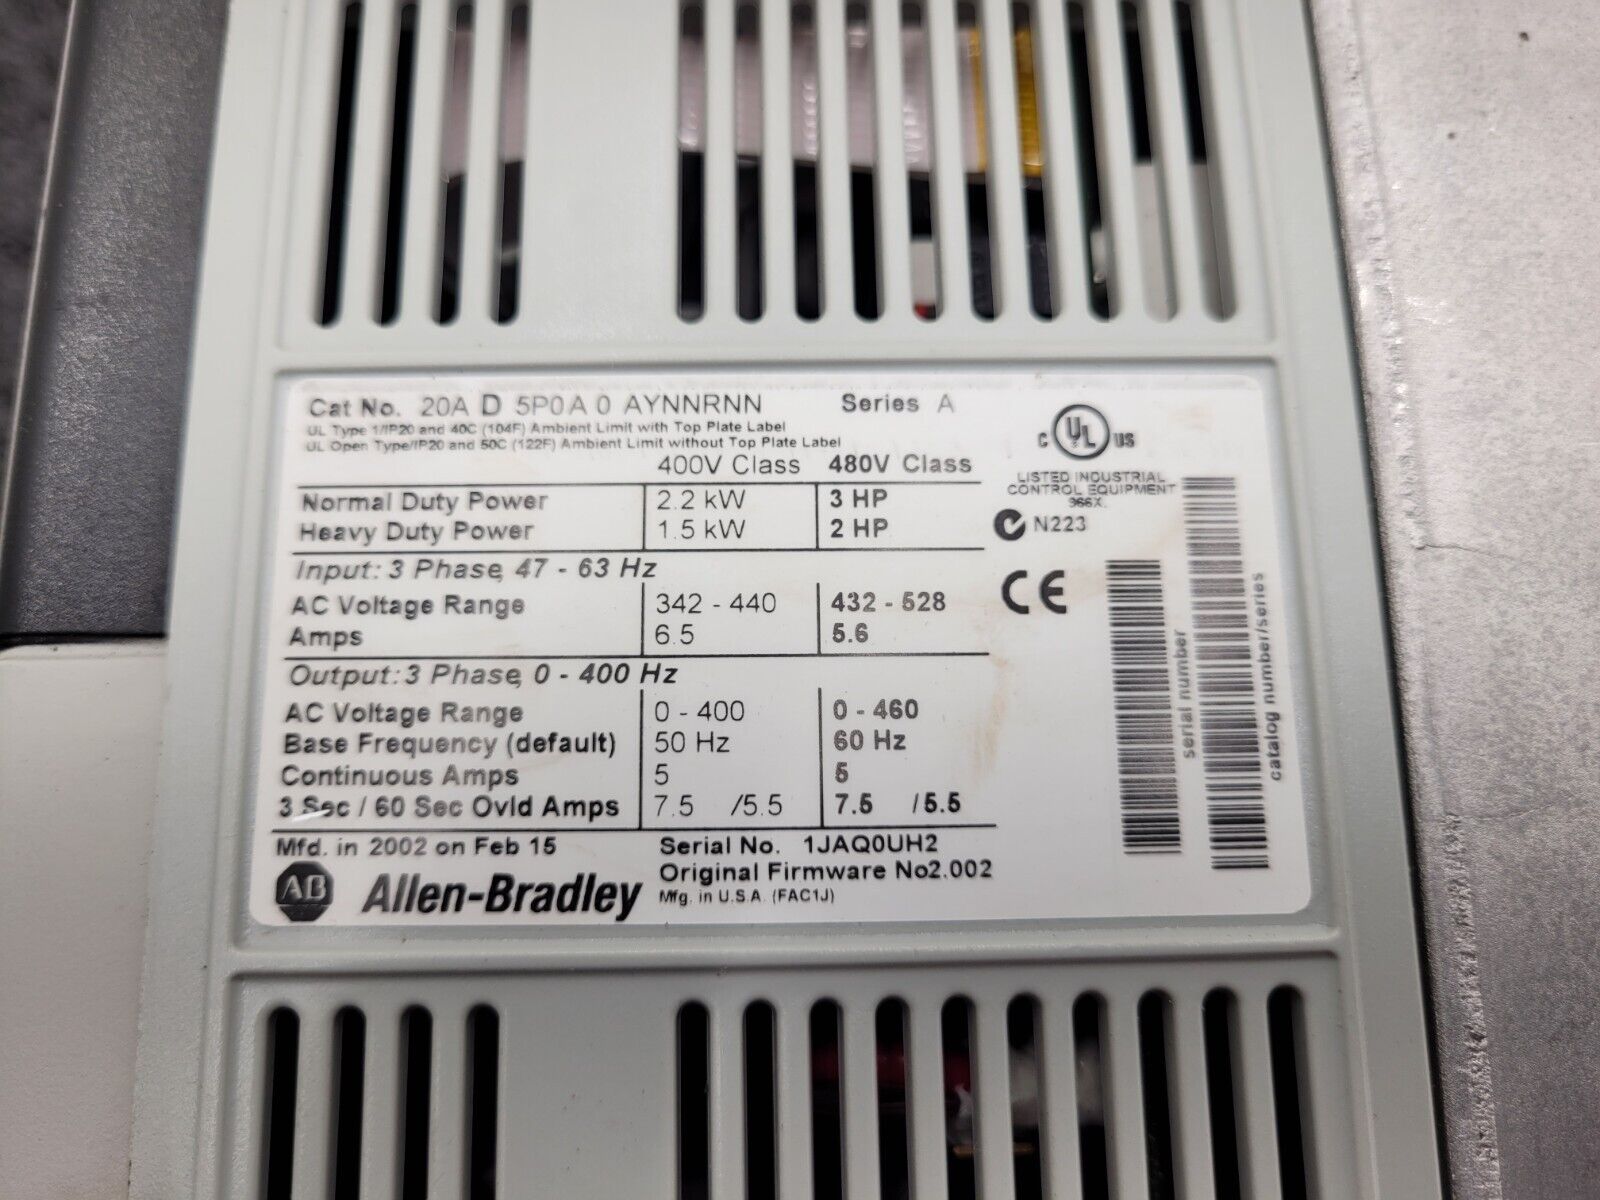 Cat No. 20A D 5P0A 0 AYNNRNN Series A
UL Type 1/IP20 and 40C (104F) Ambient Limit with Top Plate Label
UL Open Type/IP20 and 50C (122F) Ambient Limit without Top Plate Label
400V Class 480V Class
Normal Duty Power 2.2 kW 3 HP
Heavy Duty Power 1.5 kW 2 HP
Input: 3 Phase, 47 - 63 Hz
AC Voltage Range 342 - 440 432 - 528
Amps 6.5 5.6
Output: 3 Phase, 0 - 400 Hz
AC Voltage Range 0 - 400 0 - 460
Base Frequency (default) 50 Hz 60 Hz
Continuous Amps 5 5
3 Sec / 60 Sec Ovld Amps 7.5 /5.5 7.5 /5.5
Mfd. in 2002 on Feb 15 Serial No. 1JAQ0UH2
Original Firmware No2.002
AB Allen-Bradley Mfg. in U.S.A. (FAC1J)
C UL US
LISTED INDUSTRIAL
CONTROL EQUIPMENT
966X.
N223
CE
serial number
catalog number/series